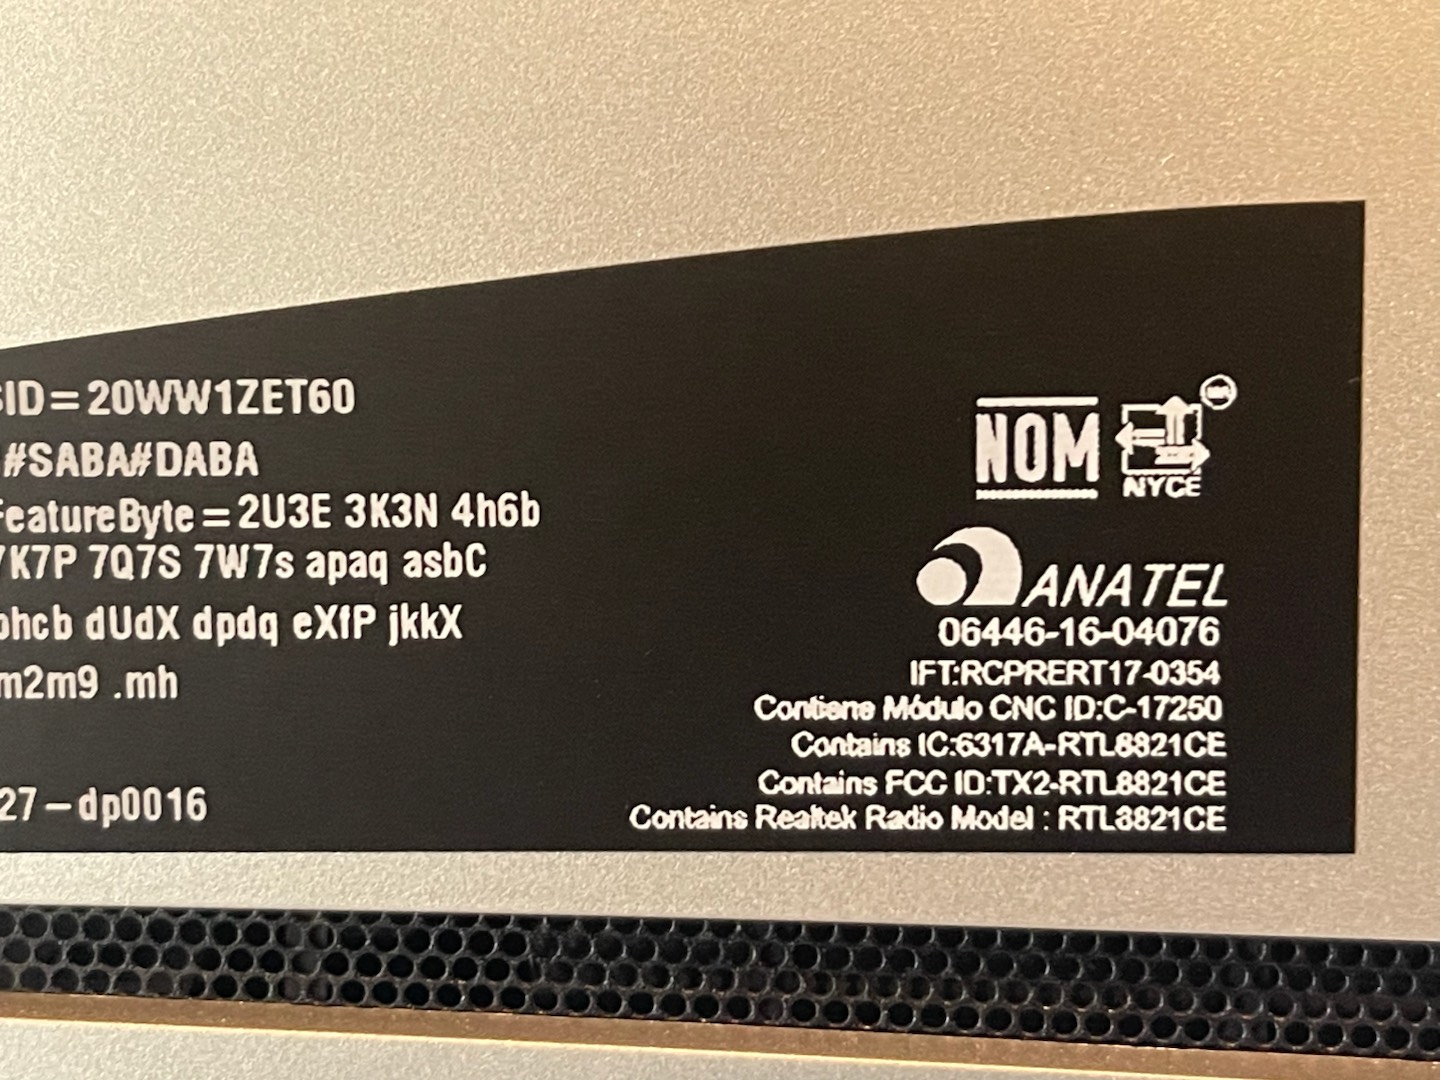 SID=20WW1ZET60
#SABA#DABA
FeatureByte=2U3E 3K3N 4h6b
7K7P 7Q7S 7W7s apaq asbC
bhcb dUdX dpdq eXfP jkkX
m2m9 .mh
27-dp0016
NOM
NYCE
ANATEL
06446-16-04076
IFT:RCPRERT17-0354
Contiene Módulo CNC ID:C-17250
Contains IC:6317A-RTL8821CE
Contains FCC ID:TX2-RTL8821CE
Contains Realtek Radio Model : RTL8821CE